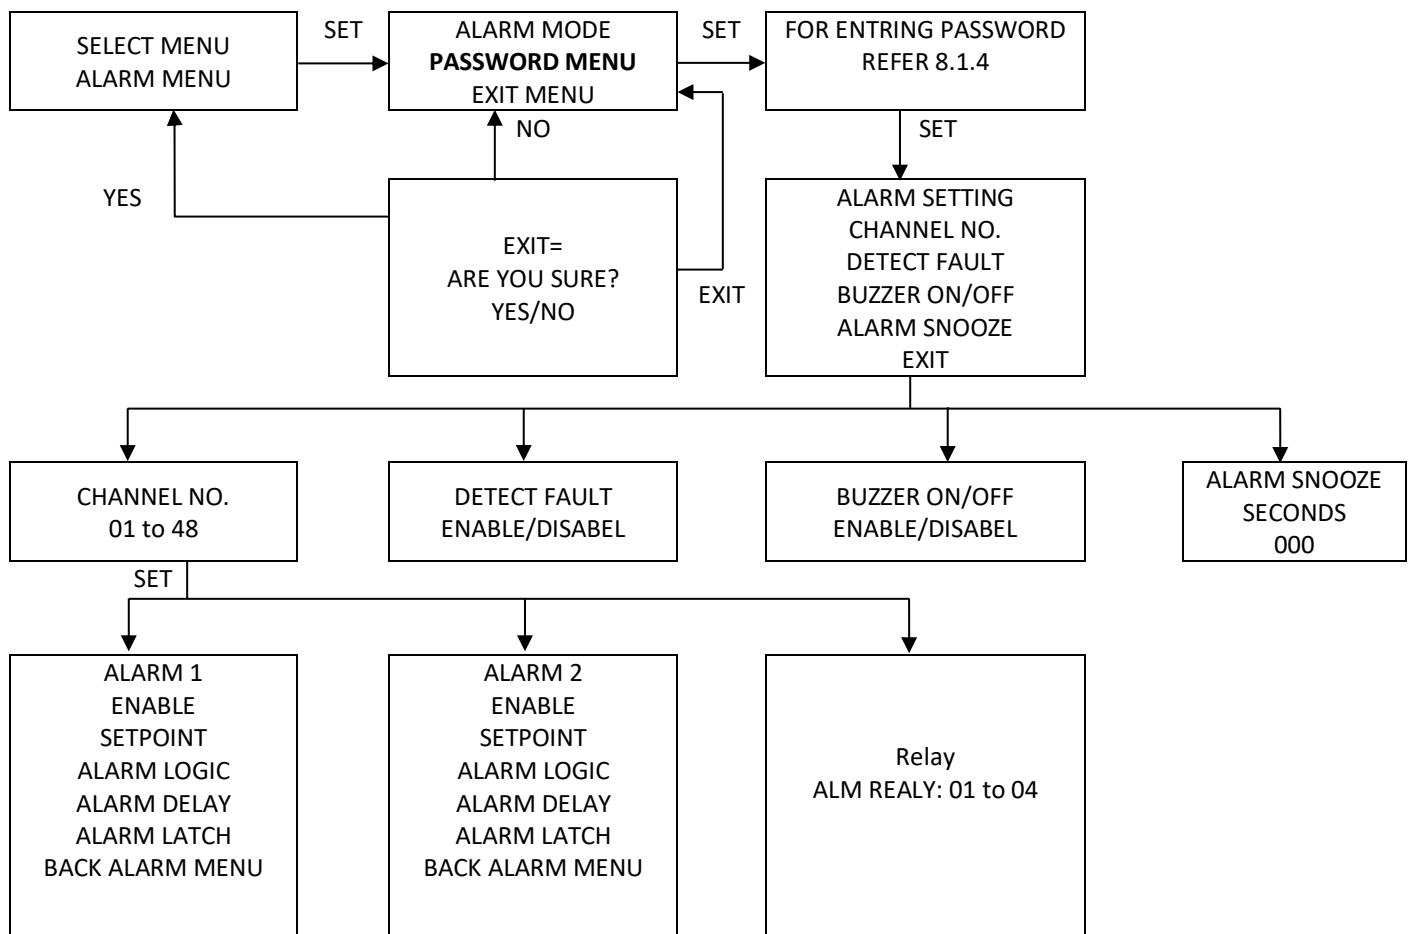 SELECT MENU
ALARM MENU
SET
ALARM MODE
PASSWORD MENU
EXIT MENU
SET
FOR ENTRING PASSWORD
REFER 8.1.4
NO
SET
YES
EXIT=
ARE YOU SURE?
YES/NO
EXIT
ALARM SETTING
CHANNEL NO.
DETECT FAULT
BUZZER ON/OFF
ALARM SNOOZE
EXIT
CHANNEL NO.
01 to 48
DETECT FAULT
ENABLE/DISABEL
BUZZER ON/OFF
ENABLE/DISABEL
ALARM SNOOZE
SECONDS
000
SET
ALARM 1
ENABLE
SETPOINT
ALARM LOGIC
ALARM DELAY
ALARM LATCH
BACK ALARM MENU
ALARM 2
ENABLE
SETPOINT
ALARM LOGIC
ALARM DELAY
ALARM LATCH
BACK ALARM MENU
Relay
ALM REALY: 01 to 04